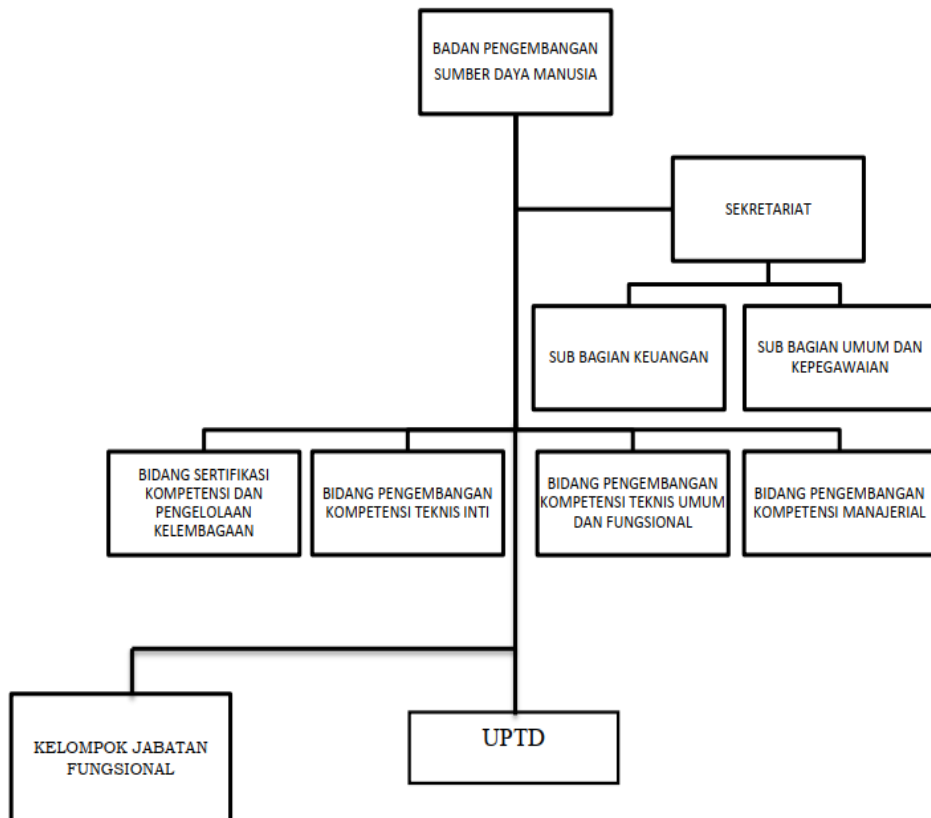 BADAN PENGEMBANGAN
SUMBER DAYA MANUSIA
SEKRETARIAT
SUB BAGIAN KEUANGAN
SUB BAGIAN UMUM DAN
KEPEGAWAIAN
BIDANG SERTIFIKASI
KOMPETENSI DAN
PENGELOLAAN
KELEMBAGAAN
BIDANG PENGEMBANGAN
KOMPETENSI TEKNIS INTI
BIDANG PENGEMBANGAN
KOMPETENSI TEKNIS UMUM
DAN FUNGSIONAL
BIDANG PENGEMBANGAN
KOMPETENSI MANAJERIAL
KELOMPOK JABATAN
FUNGSIONAL
UPTD